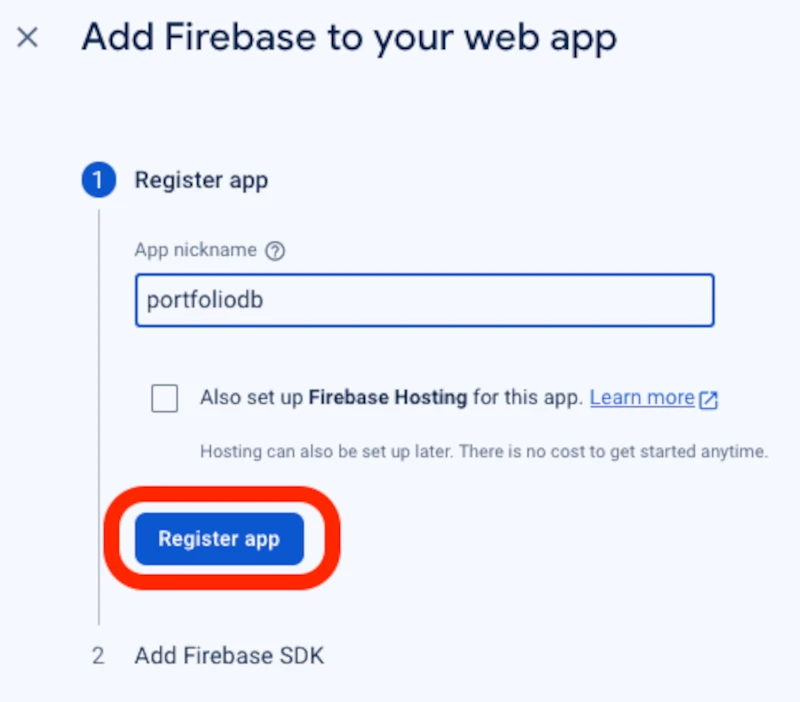 Add Firebase to your web app
1 Register app
App nickname
portfoliodb
Also set up Firebase Hosting for this app. Learn more
Hosting can also be set up later. There is no cost to get started anytime.
Register app
2 Add Firebase SDK